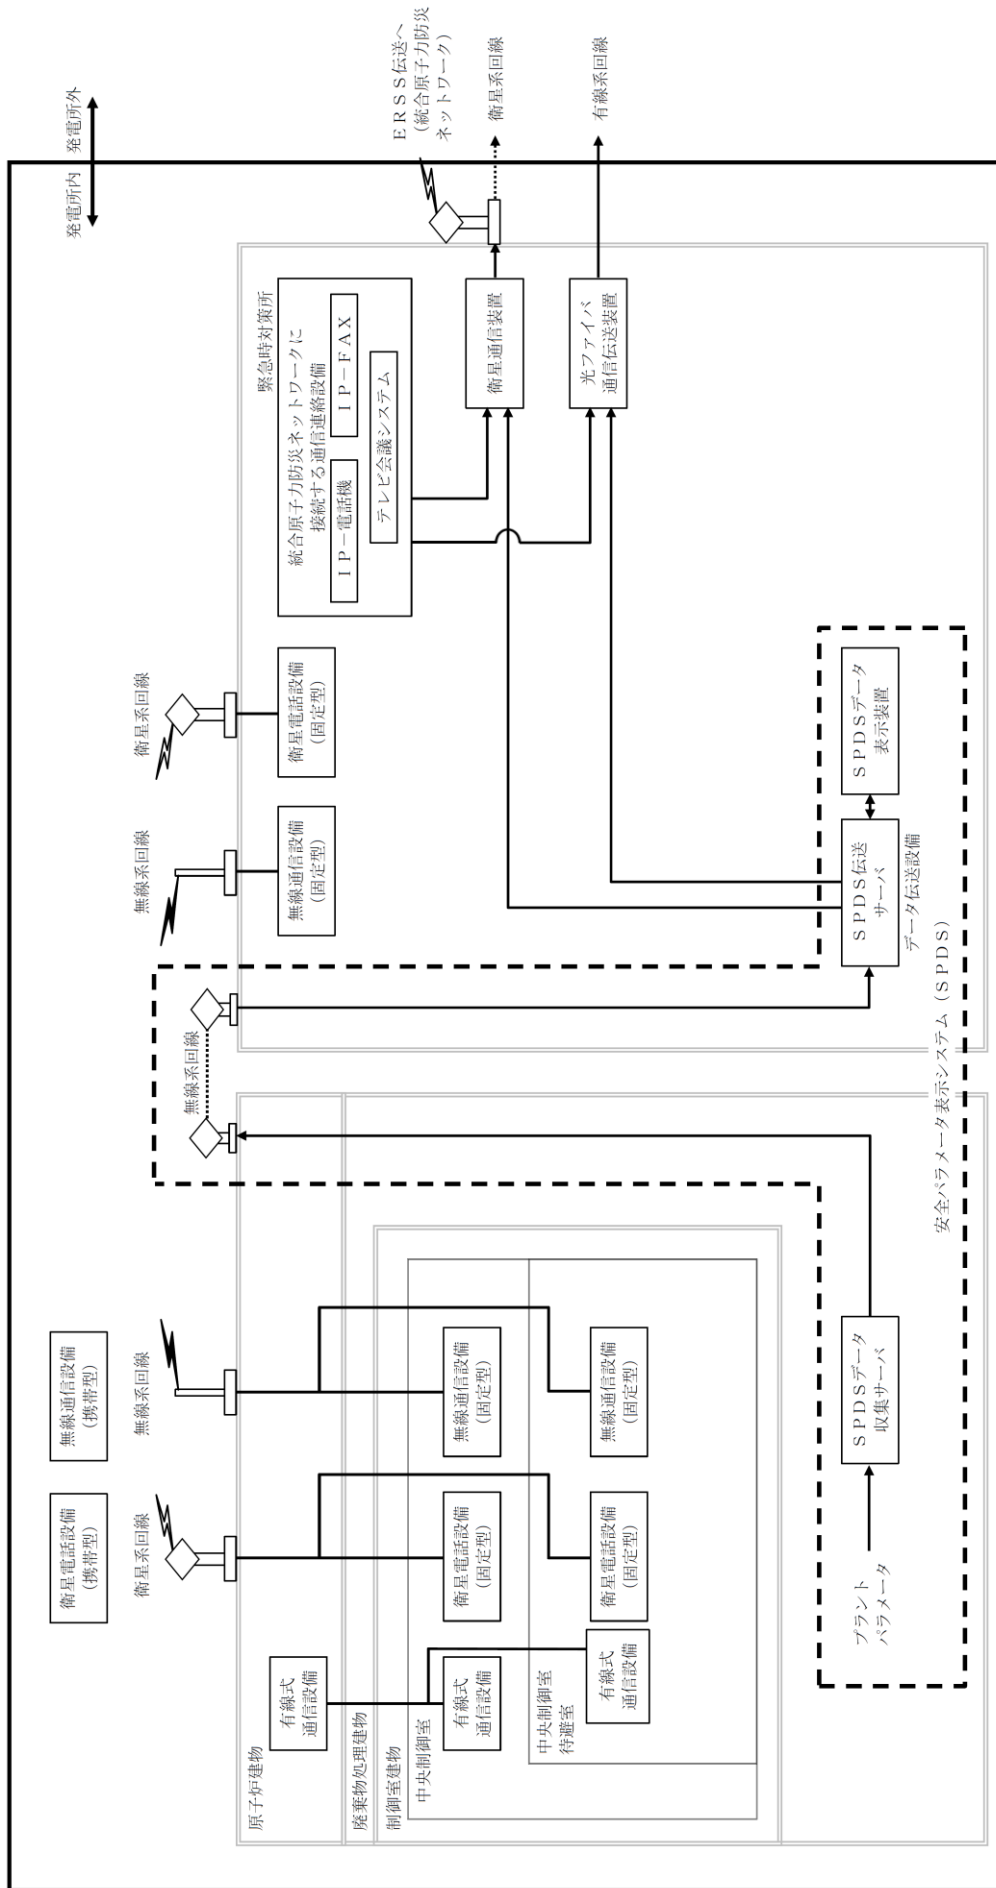 発電所内
発電所外
ERSS伝送へ
（統合原子力防災
ネットワーク）
衛星系回線
有線系回線
衛星電話設備
（携帯型）
無線通信設備
（携帯型）
衛星系回線
無線系回線
無線系回線
無線系回線
衛星系回線
原子炉建物
有線式
通信設備
廃棄物処理建物
制御室建物
中央制御室
有線式
通信設備
衛星電話設備
（固定型）
無線通信設備
（固定型）
中央制御室
待避室
有線式
通信設備
衛星電話設備
（固定型）
無線通信設備
（固定型）
プラント
パラメータ
SPDSデータ
収集サーバ
安全パラメータ表示システム（SPDS）
無線通信設備
（固定型）
衛星電話設備
（固定型）
緊急時対策所
統合原子力防災ネットワークに
接続する通信連絡設備
IP－電話機
IP－FAX
テレビ会議システム
衛星通信装置
光ファイバ
通信伝送装置
SPDS伝送
サーバ
データ伝送設備
SPDSデータ
表示装置